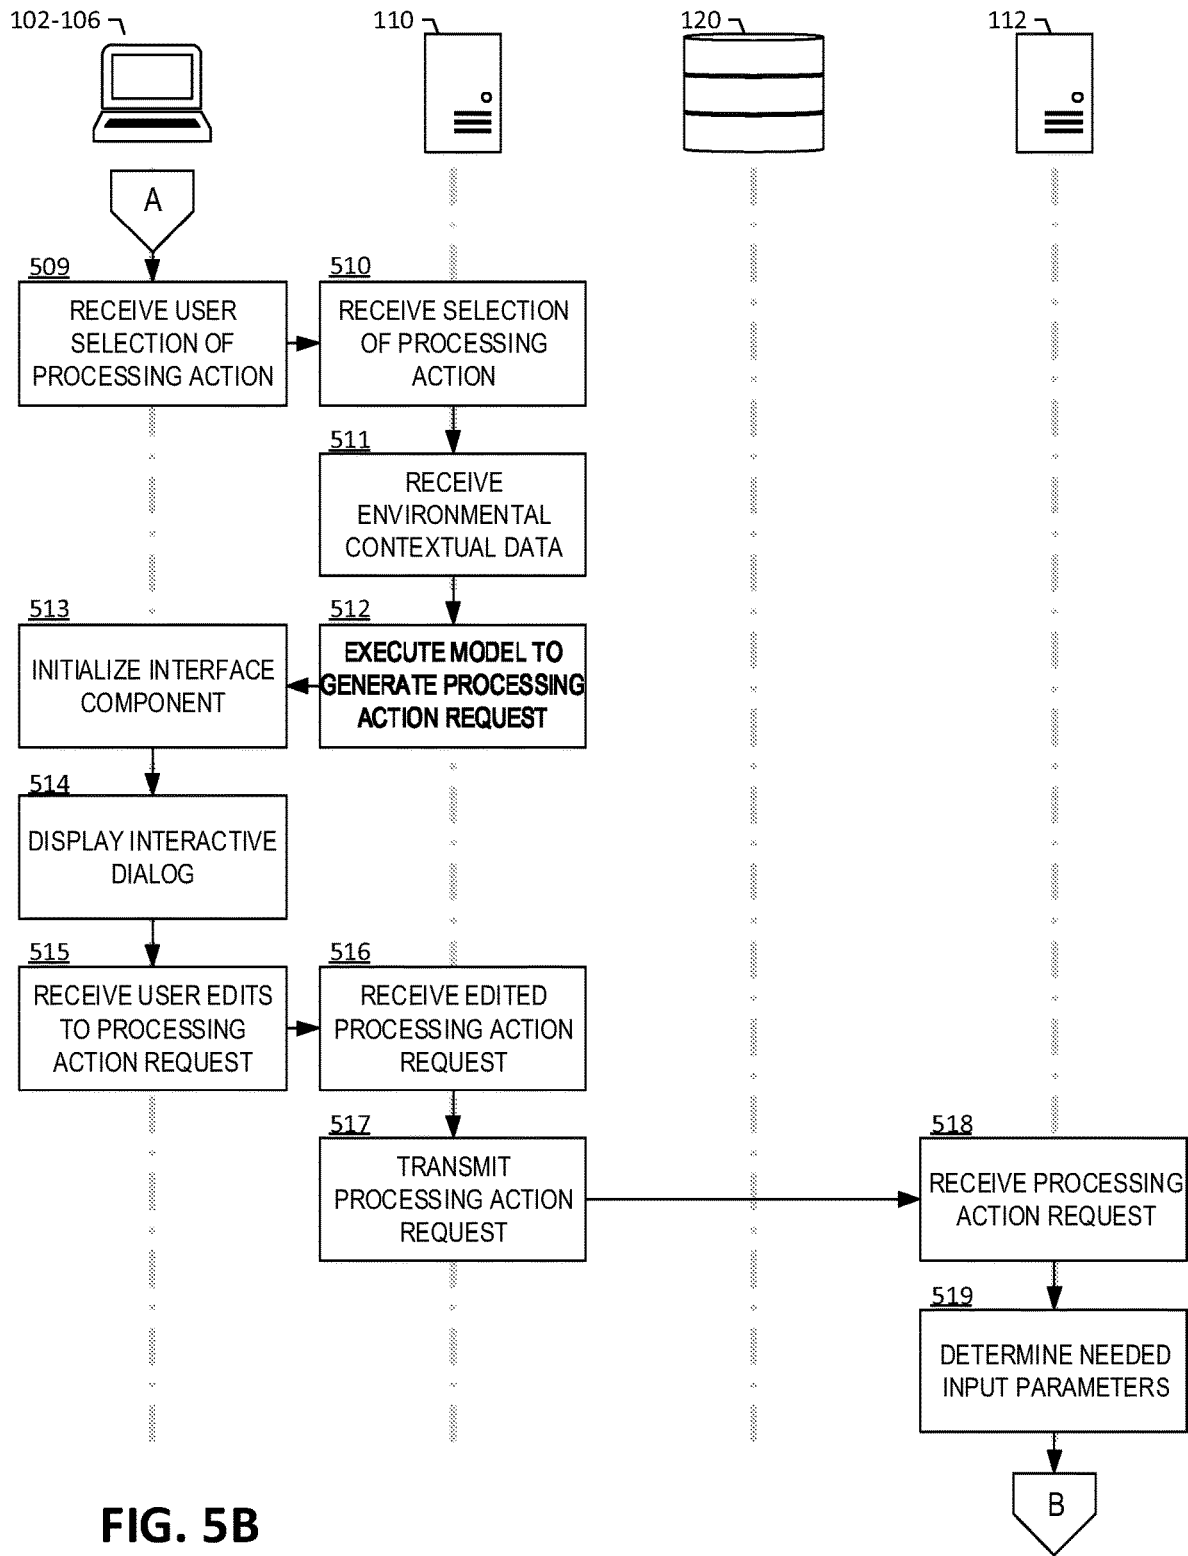 102-106
110
120
112
A
509
RECEIVE USER
SELECTION OF
PROCESSING ACTION
510
RECEIVE SELECTION
OF PROCESSING
ACTION
511
RECEIVE
ENVIRONMENTAL
CONTEXTUAL DATA
513
INITIALIZE INTERFACE
COMPONENT
512
EXECUTE MODEL TO
GENERATE PROCESSING
ACTION REQUEST
514
DISPLAY INTERACTIVE
DIALOG
515
RECEIVE USER EDITS
TO PROCESSING
ACTION REQUEST
516
RECEIVE EDITED
PROCESSING ACTION
REQUEST
517
TRANSMIT
PROCESSING ACTION
REQUEST
518
RECEIVE PROCESSING
ACTION REQUEST
519
DETERMINE NEEDED
INPUT PARAMETERS
B
FIG. 5B